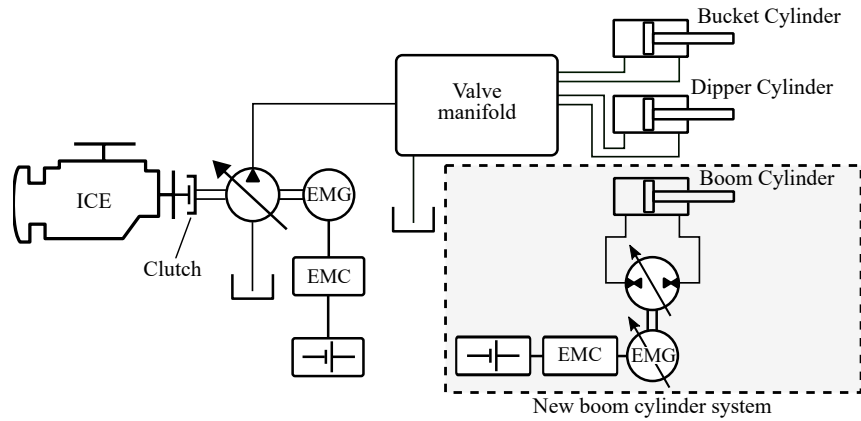 Bucket Cylinder
Dipper Cylinder
Valve
manifold
Boom Cylinder
ICE
EMG
Clutch
EMC
EMC
EMG
New boom cylinder system